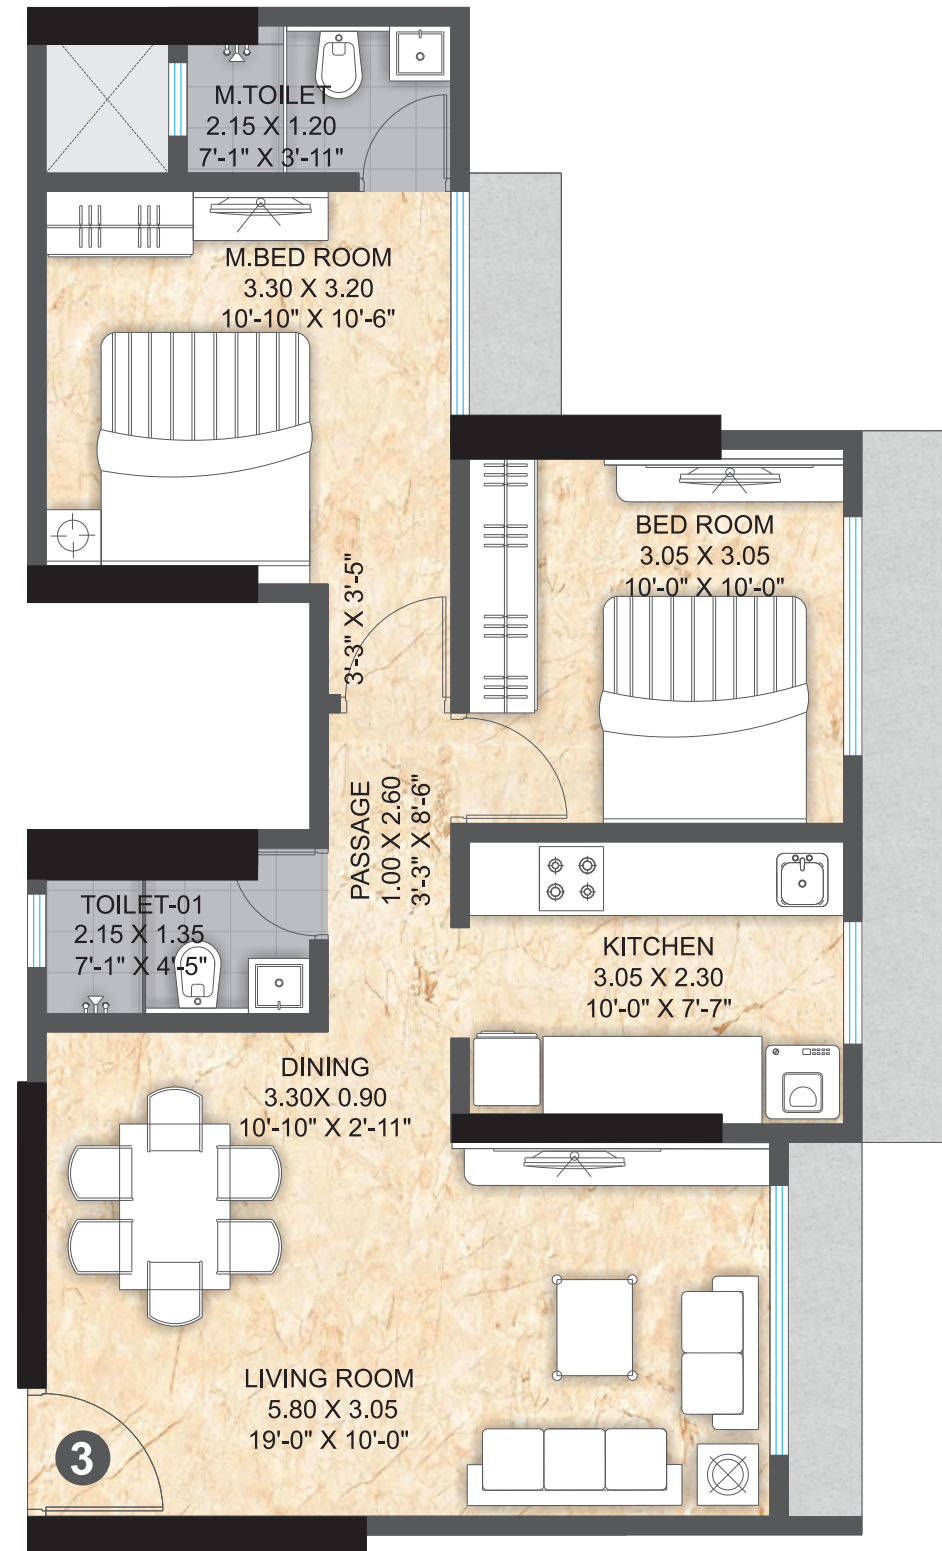 M.TOILET
2.15 X 1.20
7'-1" X 3'-11"
M.BED ROOM
3.30 X 3.20
10'-10" X 10'-6"
BED ROOM
3.05 X 3.05
10'-0" X 10'-0"
3'-3" X 3'-5"
PASSAGE
1.00 X 2.60
3'-3" X 8'-6"
TOILET-01
2.15 X 1.35
7'-1" X 4'-5"
KITCHEN
3.05 X 2.30
10'-0" X 7'-7"
DINING
3.30X 0.90
10'-10" X 2'-11"
LIVING ROOM
5.80 X 3.05
19'-0" X 10'-0"
3